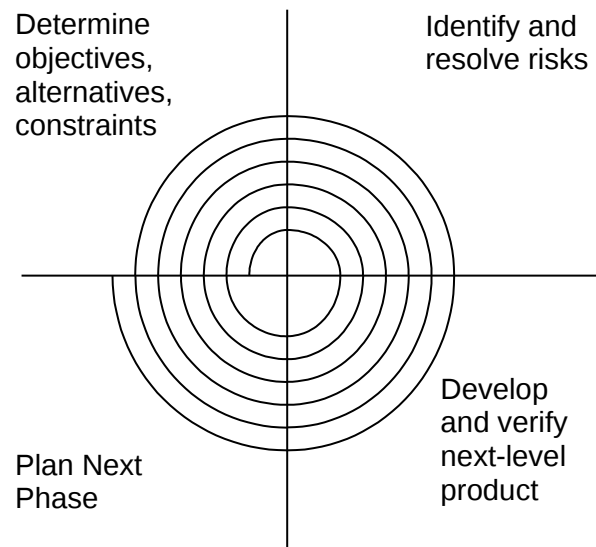 Determine
objectives,
alternatives,
constraints
Identify and
resolve risks
Plan Next
Phase
Develop
and verify
next-level
product